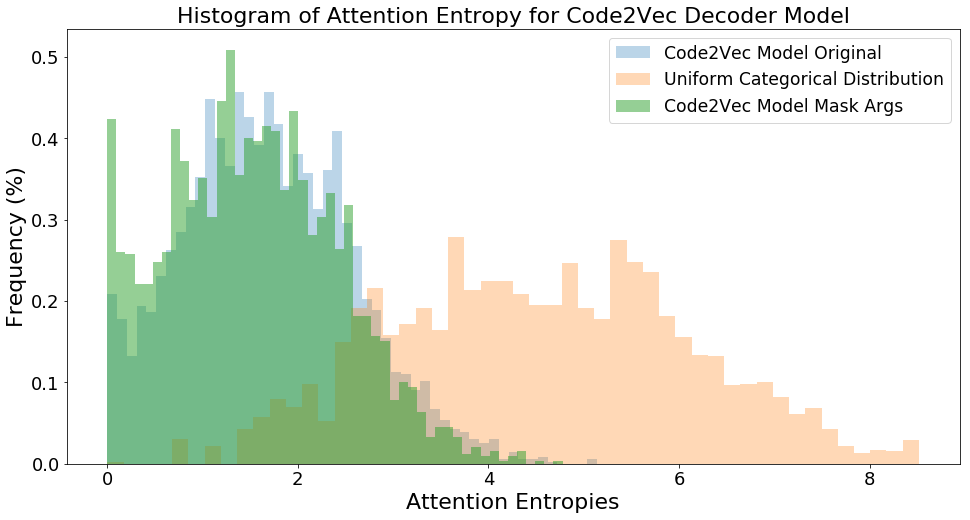 Histogram of Attention Entropy for Code2Vec Decoder Model
Code2Vec Model Original
Uniform Categorical Distribution
Code2Vec Model Mask Args
Frequency (%)
0.5
0.4
0.3
0.2
0.1
0.0
0 2 4 6 8
Attention Entropies